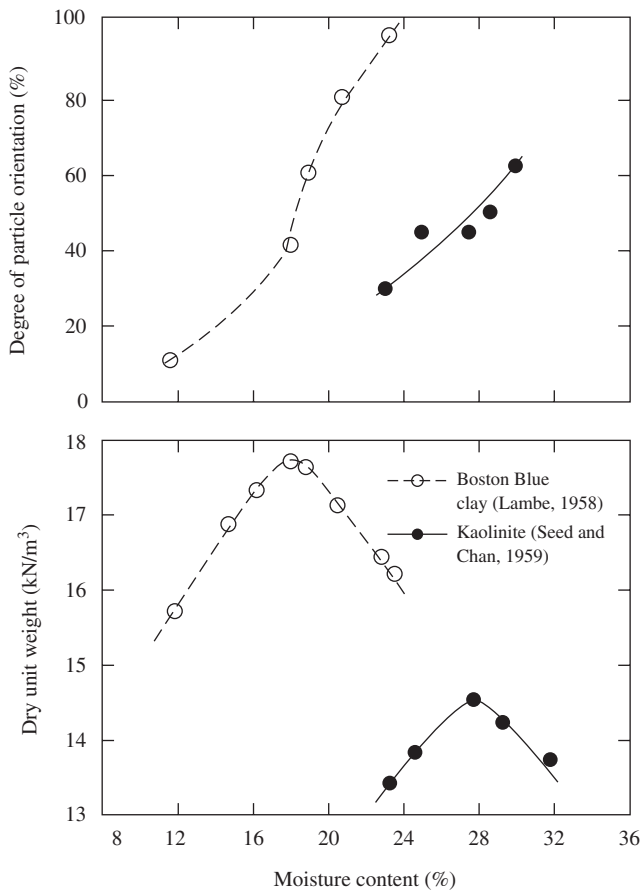 100
80
60
40
20
0
Degree of particle orientation (%)
18
17
16
15
14
13
Dry unit weight (kN/m³)
Boston Blue
clay (Lambe, 1958)
Kaolinite (Seed and
Chan, 1959)
8 12 16 20 24 28 32 36
Moisture content (%)